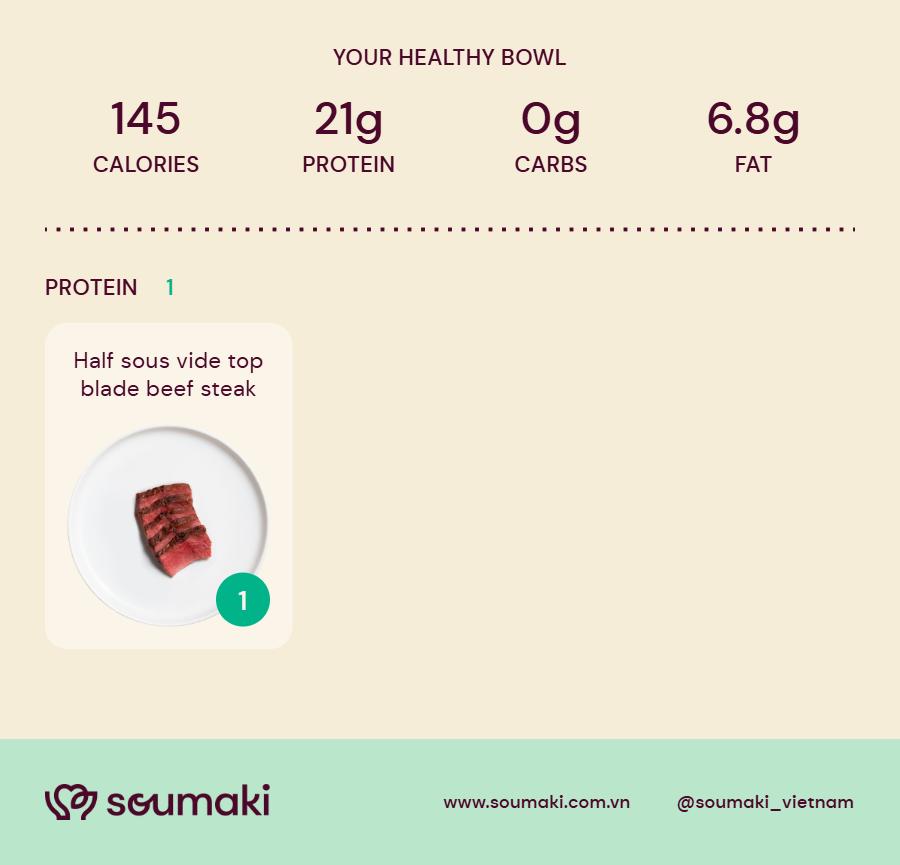 YOUR HEALTHY BOWL
145 21g 0g 6.8g
CALORIES PROTEIN CARBS FAT
PROTEIN 1
Half sous vide top
blade beef steak
1
soumaki www.soumaki.com.vn @soumaki_vietnam